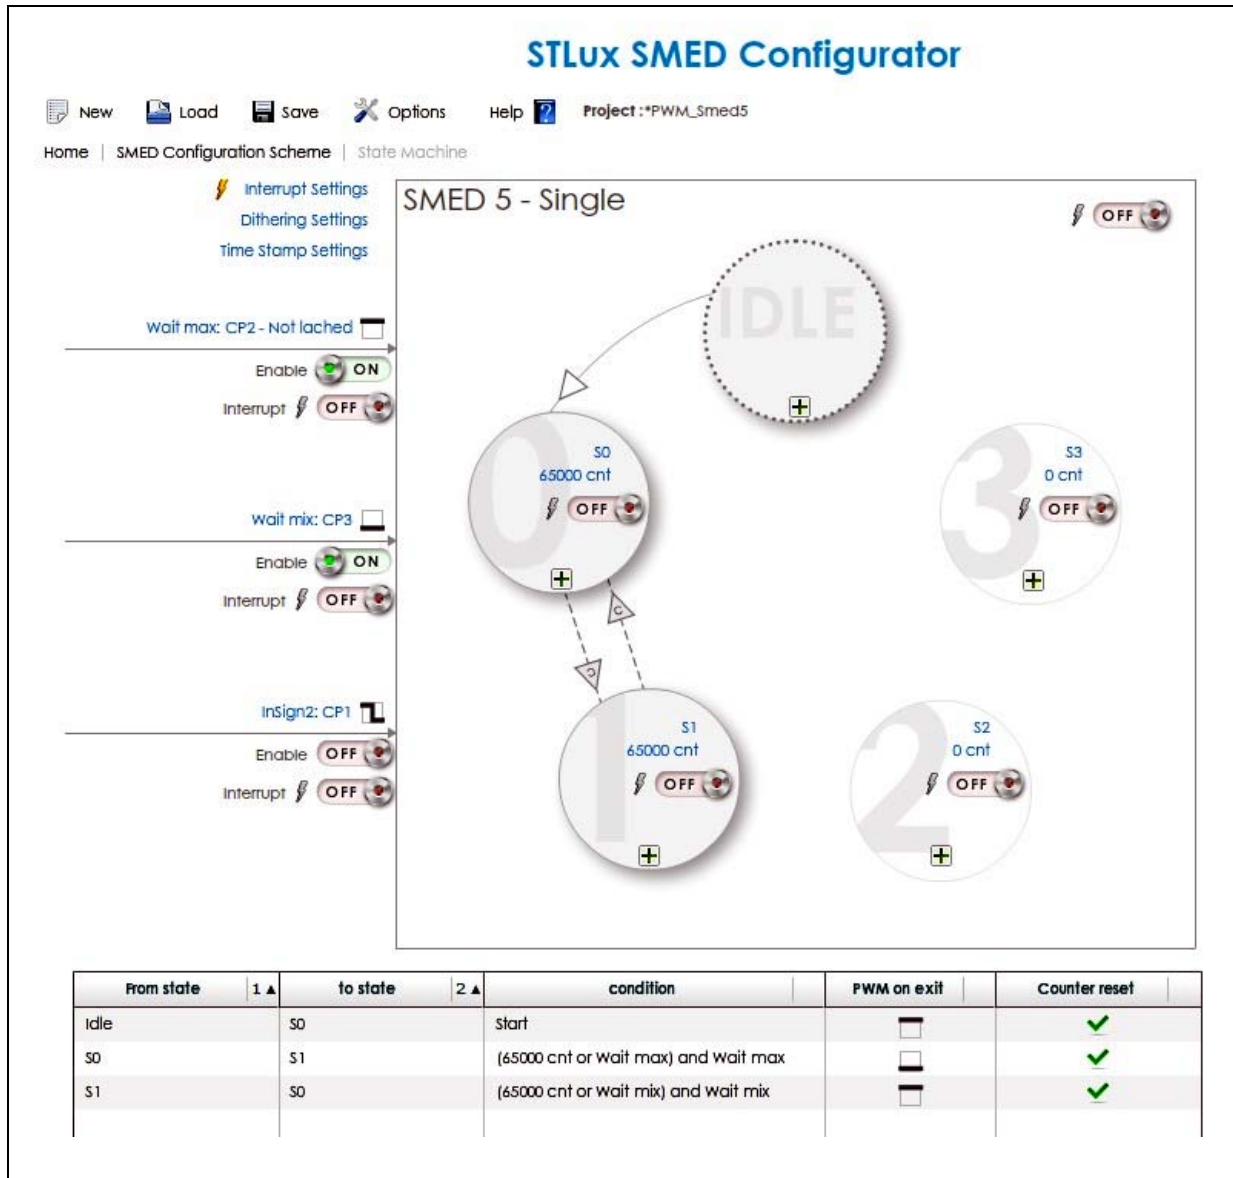 STLux SMED Configurator
New Load Save Options Help ? Project :*PWM_Smed5
Home | SMED Configuration Scheme | State Machine
Interrupt Settings
Dithering Settings
Time Stamp Settings
SMED 5 - Single
OFF
IDLE
Wait max: CP2 - Not lached
Enable ON
Interrupt OFF
0
S0
65000 cnt
OFF
3
S3
0 cnt
OFF
Wait mix: CP3
Enable ON
Interrupt OFF
C
C
InSign2: CP1
Enable OFF
Interrupt OFF
1
S1
65000 cnt
OFF
2
S2
0 cnt
OFF
From state 1 ▲ to state 2 ▲ condition PWM on exit Counter reset
Idle S0 Start
S0 S1 (65000 cnt or Wait max) and Wait max
S1 S0 (65000 cnt or Wait mix) and Wait mix